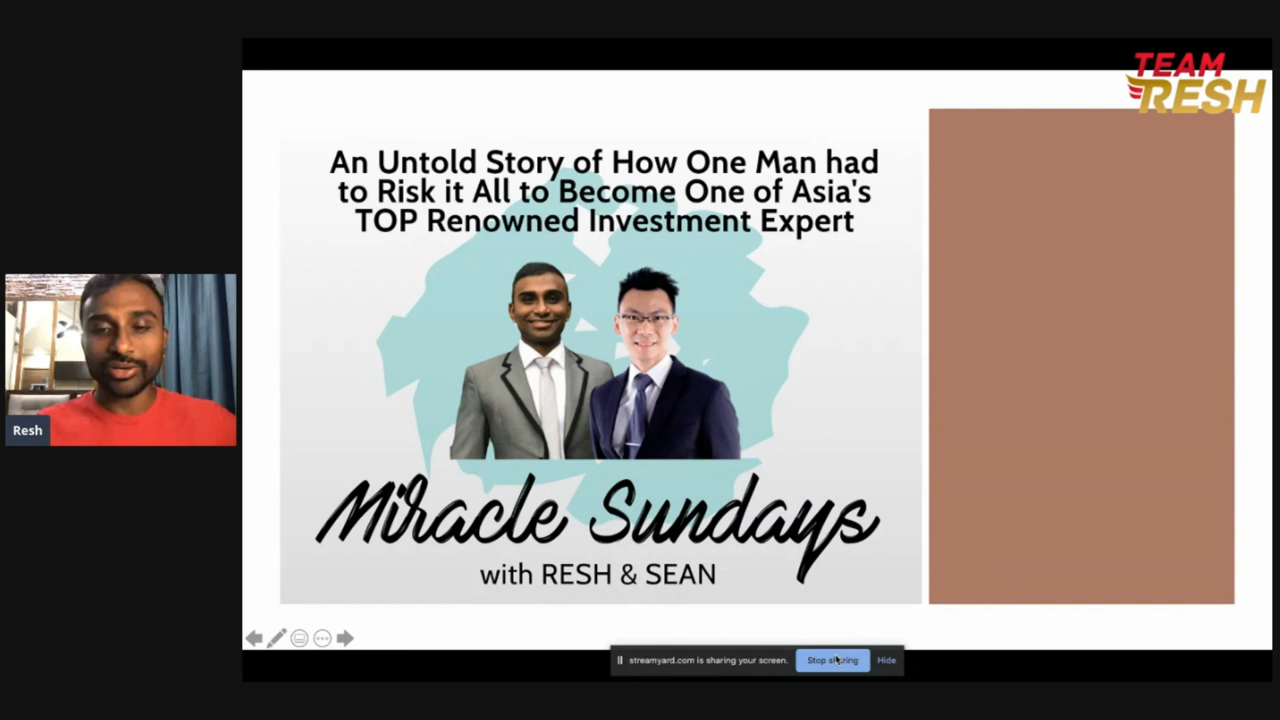 TEAM
RESH
An Untold Story of How One Man had
to Risk it All to Become One of Asia's
TOP Renowned Investment Expert
Resh
Miracle Sundays
with RESH & SEAN
streamyard.com is sharing your screen.
Stop sharing
Hide